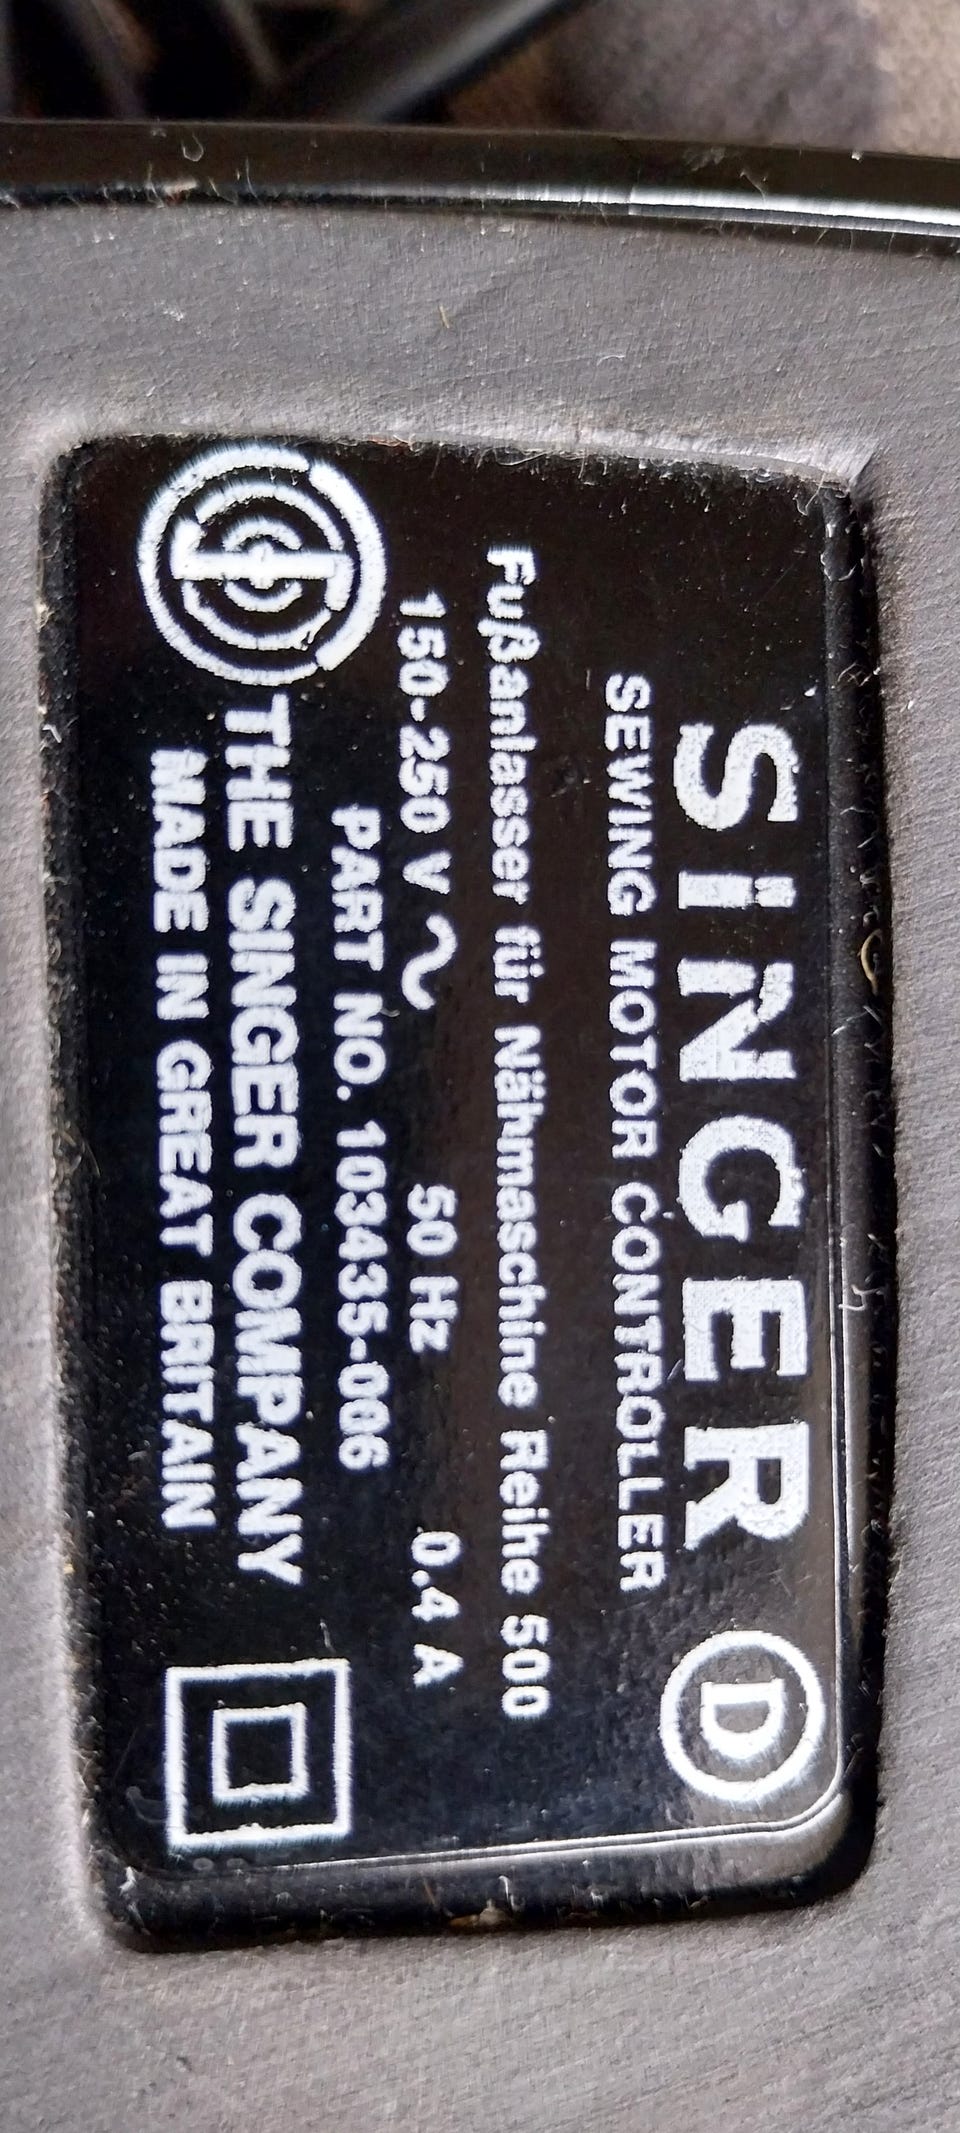 SINGER D
SEWING MOTOR CONTROLLER
Fußanlasser für Nähmaschine Reihe 500
150-250 V ~ 50 Hz 0.4 A
PART NO. 103435-006
THE SINGER COMPANY
MADE IN GREAT BRITAIN